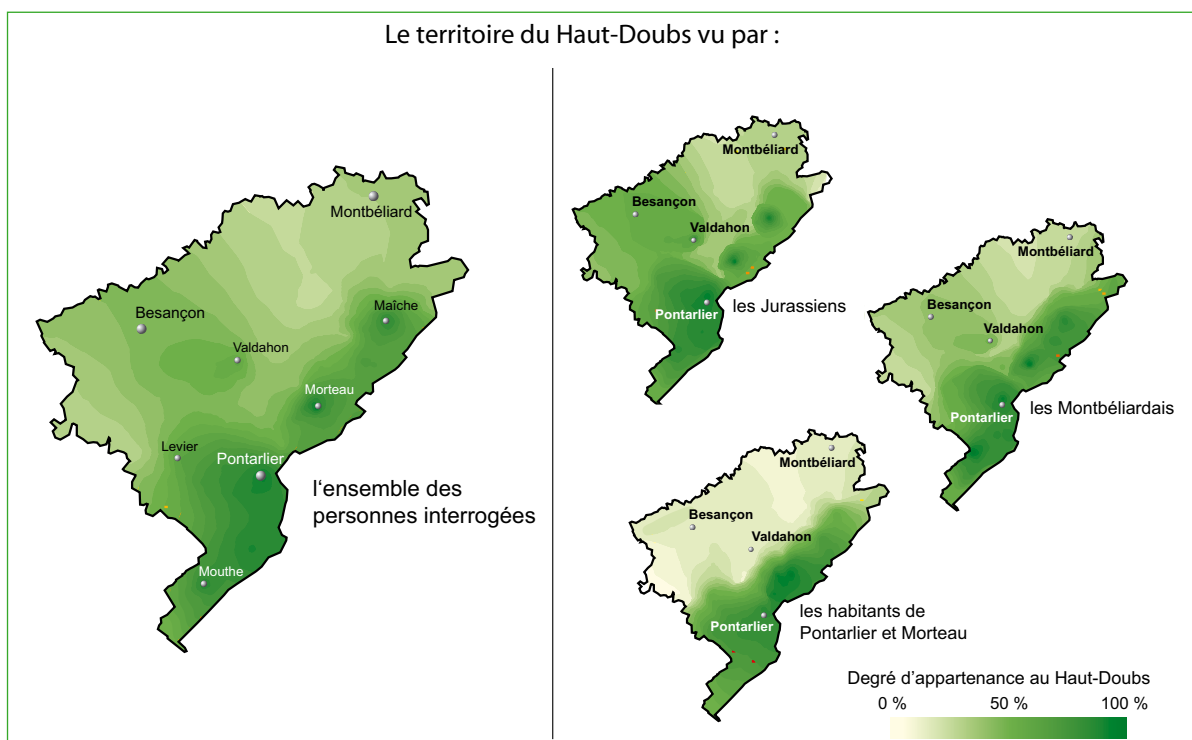 Le territoire du Haut-Doubs vu par :
Montbéliard
Besançon
Maîche
Valdahon
Morteau
Levier
Pontarlier
l'ensemble des
personnes interrogées
Mouthe
Montbéliard
Besançon
Valdahon
Pontarlier
les Jurassiens
Montbéliard
Besançon
Valdahon
Pontarlier
les Montbéliardais
Montbéliard
Besançon
Valdahon
Pontarlier
les habitants de
Pontarlier et Morteau
Degré d'appartenance au Haut-Doubs
0 % 50 % 100 %